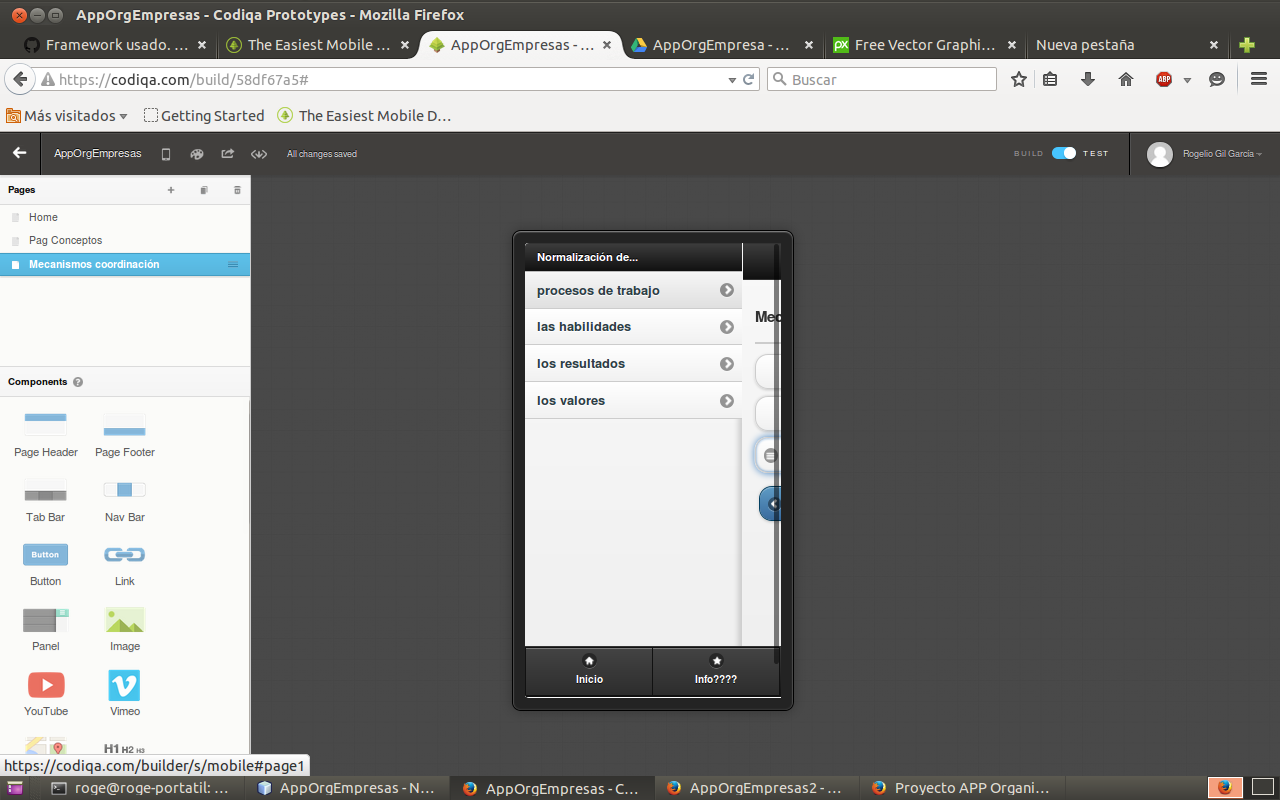 AppOrgEmpresas - Codiqa Prototypes - Mozilla Firefox
Framework usado. ... The Easiest Mobile ... AppOrgEmpresas - ... AppOrgEmpresa - ... Free Vector Graphi... Nueva pestaña
https://codiqa.com/build/58df67a5# Buscar ABP
Más visitados Getting Started The Easiest Mobile D...
AppOrgEmpresas All changes saved BUILD TEST Rogelio Gil García
Pages
Home
Pag Conceptos
Mecanismos coordinación
Components ?
Page Header Page Footer
Tab Bar Nav Bar
Button
Button Link
Panel Image
YouTube Vimeo
H1 H2 H3
Normalización de...
procesos de trabajo
las habilidades
los resultados
los valores
Mec
Inicio Info????
https://codiqa.com/builder/s/mobile#page1
roge@roge-portatil: ... AppOrgEmpresas - N... AppOrgEmpresas - C... AppOrgEmpresas2 - ... Proyecto APP Organi...